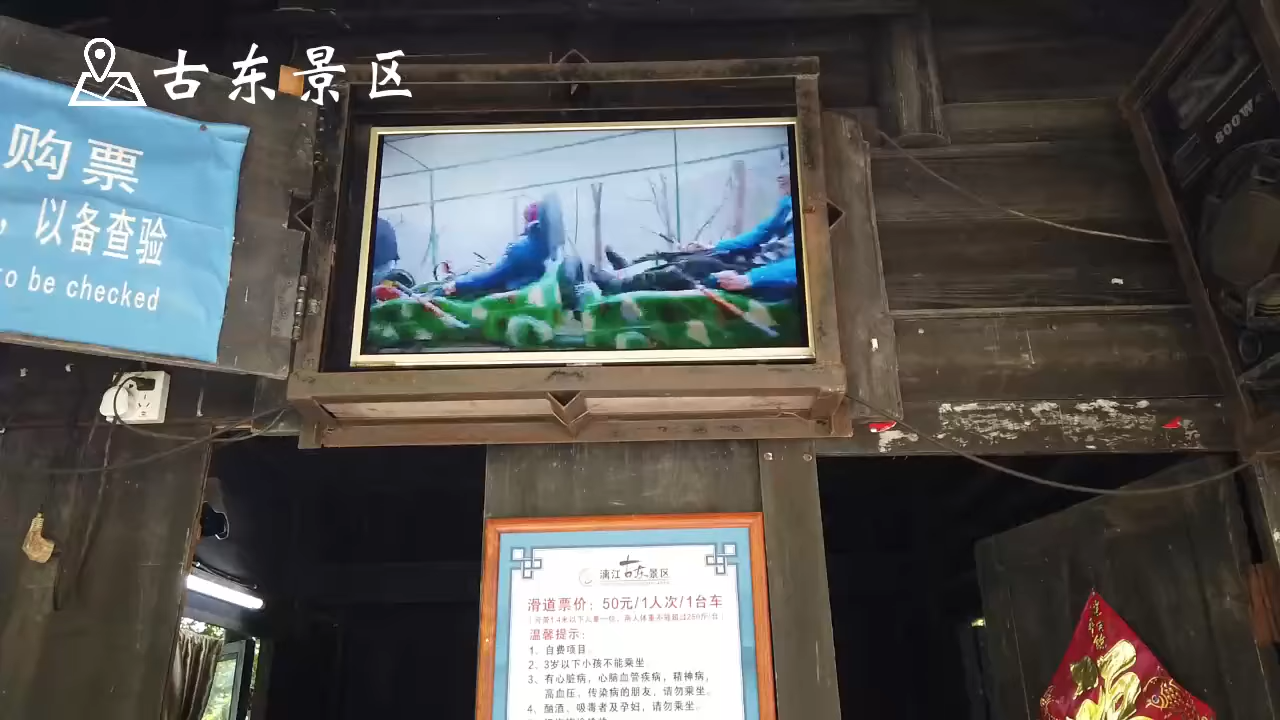 古东景区
购票
，以备查验
to be checked
800W
漓江古东景区
滑道票价：50元/1人次/1台车
温馨提示：
1、自费项目。
2、3岁以下小孩不能乘坐。
3、有心脏病，心脑血管疾病，精神病，
高血压、传染病的朋友，请勿乘坐。
4、酗酒、吸毒者及孕妇，请勿乘坐。